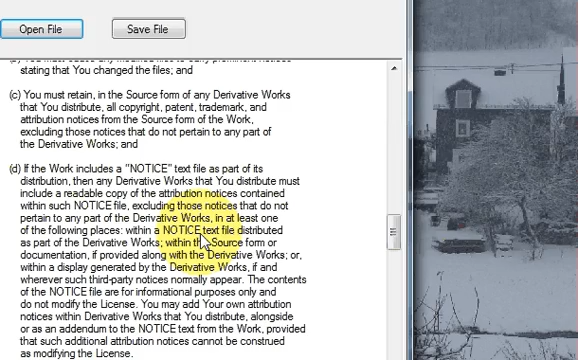 Open File
Save File
stating that You changed the files; and
(c) You must retain, in the Source form of any Derivative Works
that You distribute, all copyright, patent, trademark, and
attribution notices from the Source form of the Work,
excluding those notices that do not pertain to any part of
the Derivative Works; and
(d) If the Work includes a "NOTICE" text file as part of its
distribution, then any Derivative Works that You distribute must
include a readable copy of the attribution notices contained
within such NOTICE file, excluding those notices that do not
pertain to any part of the Derivative Works, in at least one
of the following places: within a NOTICE text file distributed
as part of the Derivative Works; within the Source form or
documentation, if provided along with the Derivative Works; or,
within a display generated by the Derivative Works, if and
wherever such third-party notices normally appear. The contents
of the NOTICE file are for informational purposes only and
do not modify the License. You may add Your own attribution
notices within Derivative Works that You distribute, alongside
or as an addendum to the NOTICE text from the Work, provided
that such additional attribution notices cannot be construed
as modifying the License.